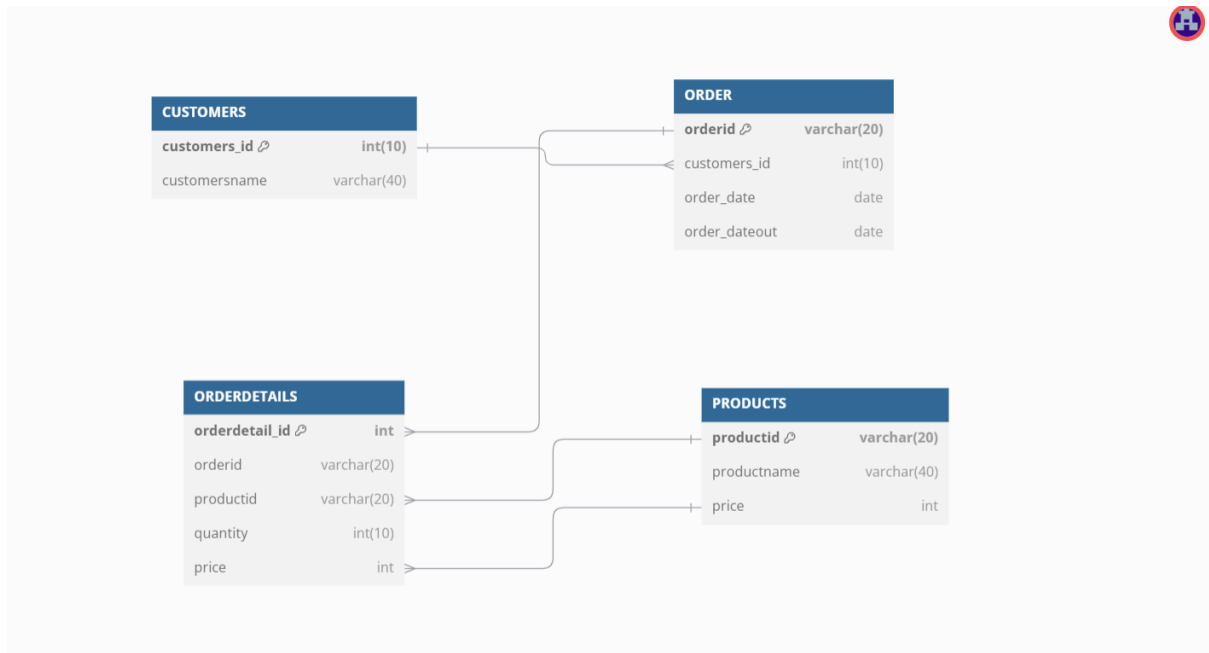 CUSTOMERS
customers_id int(10)
customersname varchar(40)
ORDER
orderid varchar(20)
customers_id int(10)
order_date date
order_dateout date
ORDERDETAILS
orderdetail_id int
orderid varchar(20)
productid varchar(20)
quantity int(10)
price int
PRODUCTS
productid varchar(20)
productname varchar(40)
price int